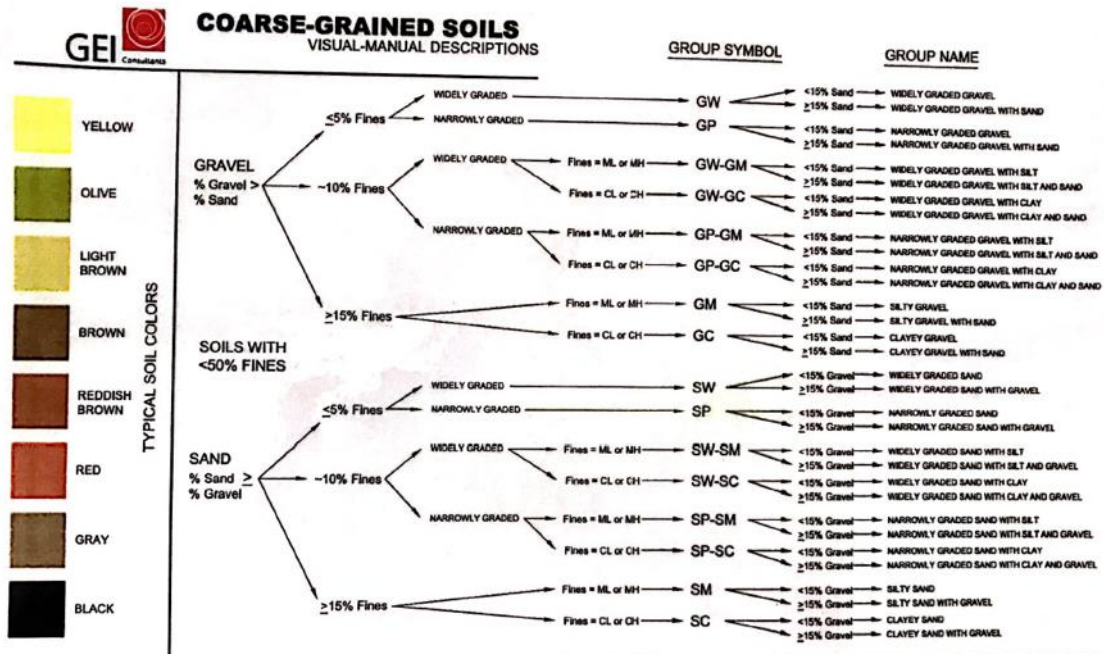 GEI
Consultants
COARSE-GRAINED SOILS
VISUAL-MANUAL DESCRIPTIONS
GROUP SYMBOL
GROUP NAME
TYPICAL SOIL COLORS
YELLOW
OLIVE
LIGHT
BROWN
BROWN
REDDISH
BROWN
RED
GRAY
BLACK
SOILS WITH
<50% FINES
GRAVEL
% Gravel >
% Sand
≤5% Fines
WIDELY GRADED GW <15% Sand WIDELY GRADED GRAVEL
≥15% Sand WIDELY GRADED GRAVEL WITH SAND
NARROWLY GRADED GP <15% Sand NARROWLY GRADED GRAVEL
≥15% Sand NARROWLY GRADED GRAVEL WITH SAND
~10% Fines
WIDELY GRADED Fines = ML or MH GW-GM <15% Sand WIDELY GRADED GRAVEL WITH SILT
≥15% Sand WIDELY GRADED GRAVEL WITH SILT AND SAND
Fines = CL or CH GW-GC <15% Sand WIDELY GRADED GRAVEL WITH CLAY
≥15% Sand WIDELY GRADED GRAVEL WITH CLAY AND SAND
NARROWLY GRADED Fines = ML or MH GP-GM <15% Sand NARROWLY GRADED GRAVEL WITH SILT
≥15% Sand NARROWLY GRADED GRAVEL WITH SILT AND SAND
Fines = CL or CH GP-GC <15% Sand NARROWLY GRADED GRAVEL WITH CLAY
≥15% Sand NARROWLY GRADED GRAVEL WITH CLAY AND SAND
≥15% Fines
Fines = ML or MH GM <15% Sand SILTY GRAVEL
≥15% Sand SILTY GRAVEL WITH SAND
Fines = CL or CH GC <15% Sand CLAYEY GRAVEL
≥15% Sand CLAYEY GRAVEL WITH SAND
SAND
% Sand ≥
% Gravel
≤5% Fines
WIDELY GRADED SW <15% Gravel WIDELY GRADED SAND
≥15% Gravel WIDELY GRADED SAND WITH GRAVEL
NARROWLY GRADED SP <15% Gravel NARROWLY GRADED SAND
≥15% Gravel NARROWLY GRADED SAND WITH GRAVEL
~10% Fines
WIDELY GRADED Fines = ML or MH SW-SM <15% Gravel WIDELY GRADED SAND WITH SILT
≥15% Gravel WIDELY GRADED SAND WITH SILT AND GRAVEL
Fines = CL or CH SW-SC <15% Gravel WIDELY GRADED SAND WITH CLAY
≥15% Gravel WIDELY GRADED SAND WITH CLAY AND GRAVEL
NARROWLY GRADED Fines = ML or MH SP-SM <15% Gravel NARROWLY GRADED SAND WITH SILT
≥15% Gravel NARROWLY GRADED SAND WITH SILT AND GRAVEL
Fines = CL or CH SP-SC <15% Gravel NARROWLY GRADED SAND WITH CLAY
≥15% Gravel NARROWLY GRADED SAND WITH CLAY AND GRAVEL
≥15% Fines
Fines = ML or MH SM <15% Gravel SILTY SAND
≥15% Gravel SILTY SAND WITH GRAVEL
Fines = CL or CH SC <15% Gravel CLAYEY SAND
≥15% Gravel CLAYEY SAND WITH GRAVEL